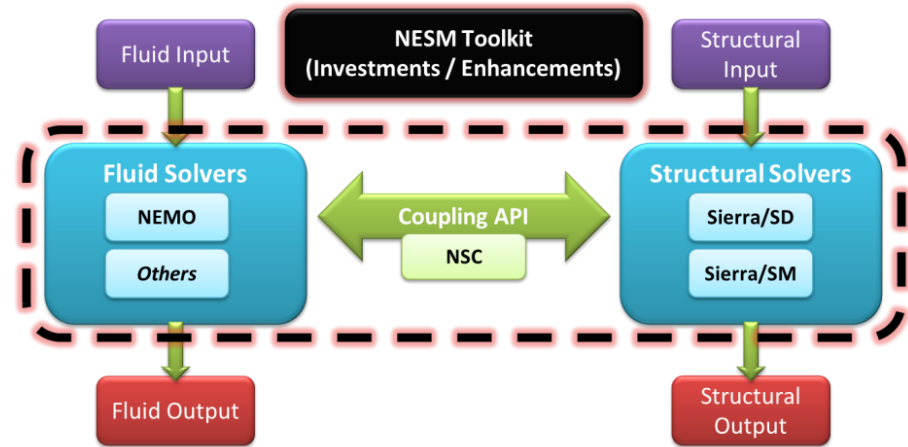 Fluid Input
NESM Toolkit
(Investments / Enhancements)
Structural
Input
Fluid Solvers
NEMO
Others
Coupling API
NSC
Structural Solvers
Sierra/SD
Sierra/SM
Fluid Output
Structural
Output